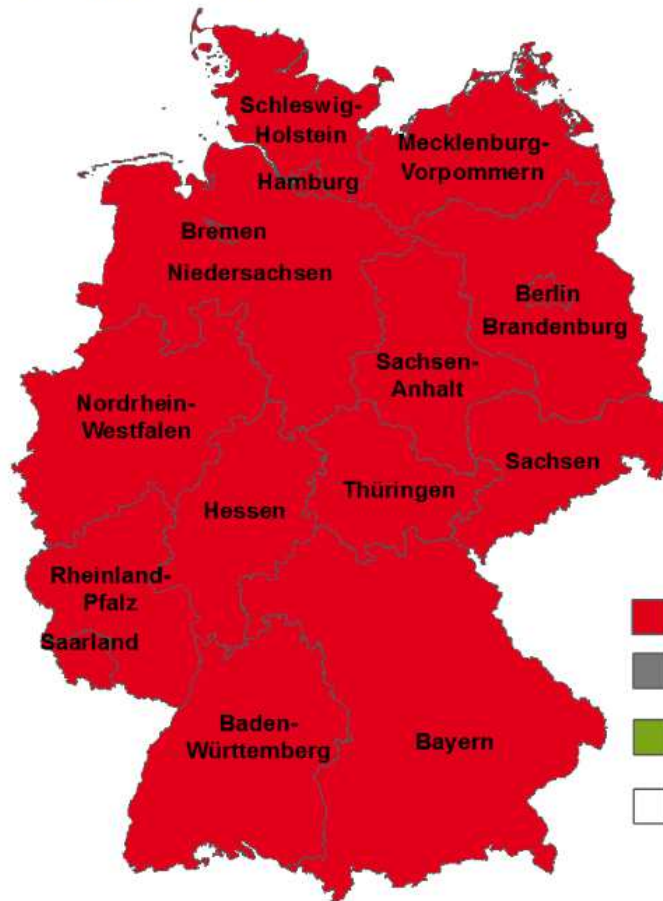 Schleswig-
Holstein
Mecklenburg-
Vorpommern
Hamburg
Bremen
Niedersachsen
Berlin
Brandenburg
Sachsen-
Anhalt
Nordrhein-
Westfalen
Sachsen
Thüringen
Hessen
Rheinland-
Pfalz
Saarland
Baden-
Württemberg
Bayern